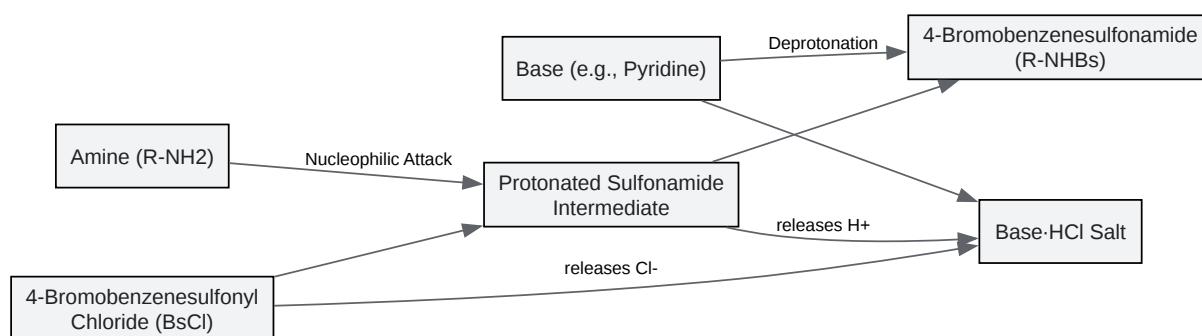 Base (e.g., Pyridine)
Deprotonation
4-Bromobenzenesulfonamide
(R-NHBs)
Amine (R-NH2)
Nucleophilic Attack
Protonated Sulfonamide
Intermediate
releases H+
Base·HCl Salt
4-Bromobenzenesulfonyl
Chloride (BsCl)
releases Cl-